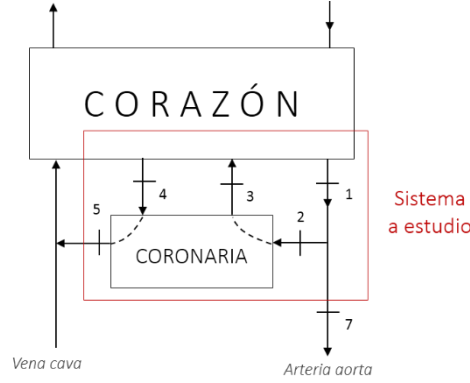 CORAZÓN
4
3
1
5
2
Sistema
a estudio
CORONARIA
7
Vena cava
Arteria aorta